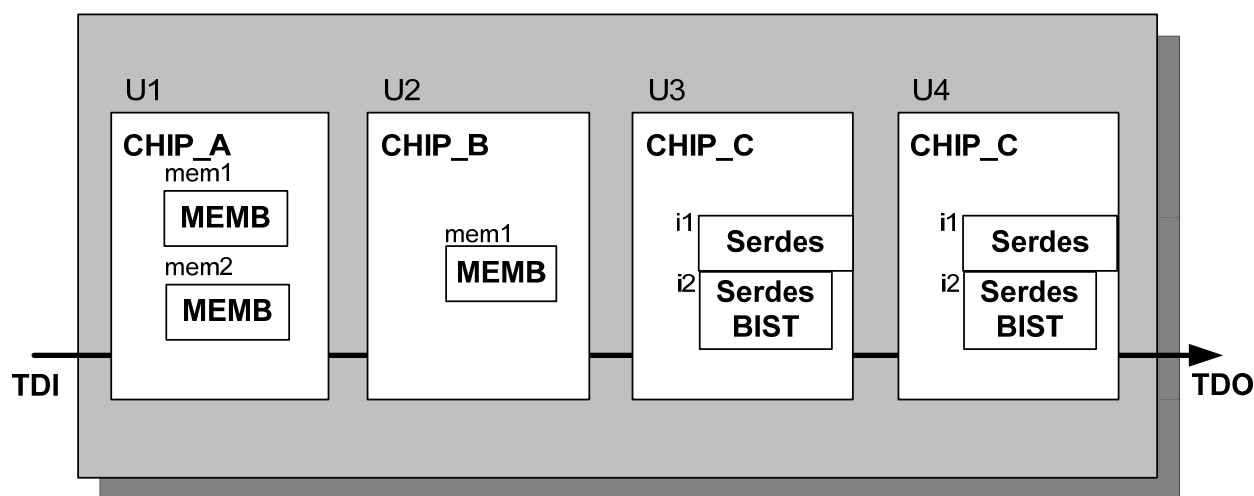 U1
CHIP_A
mem1
MEMB
mem2
MEMB
U2
CHIP_B
mem1
MEMB
U3
CHIP_C
i1
Serdes
i2
Serdes
BIST
U4
CHIP_C
i1
Serdes
i2
Serdes
BIST
TDI
TDO